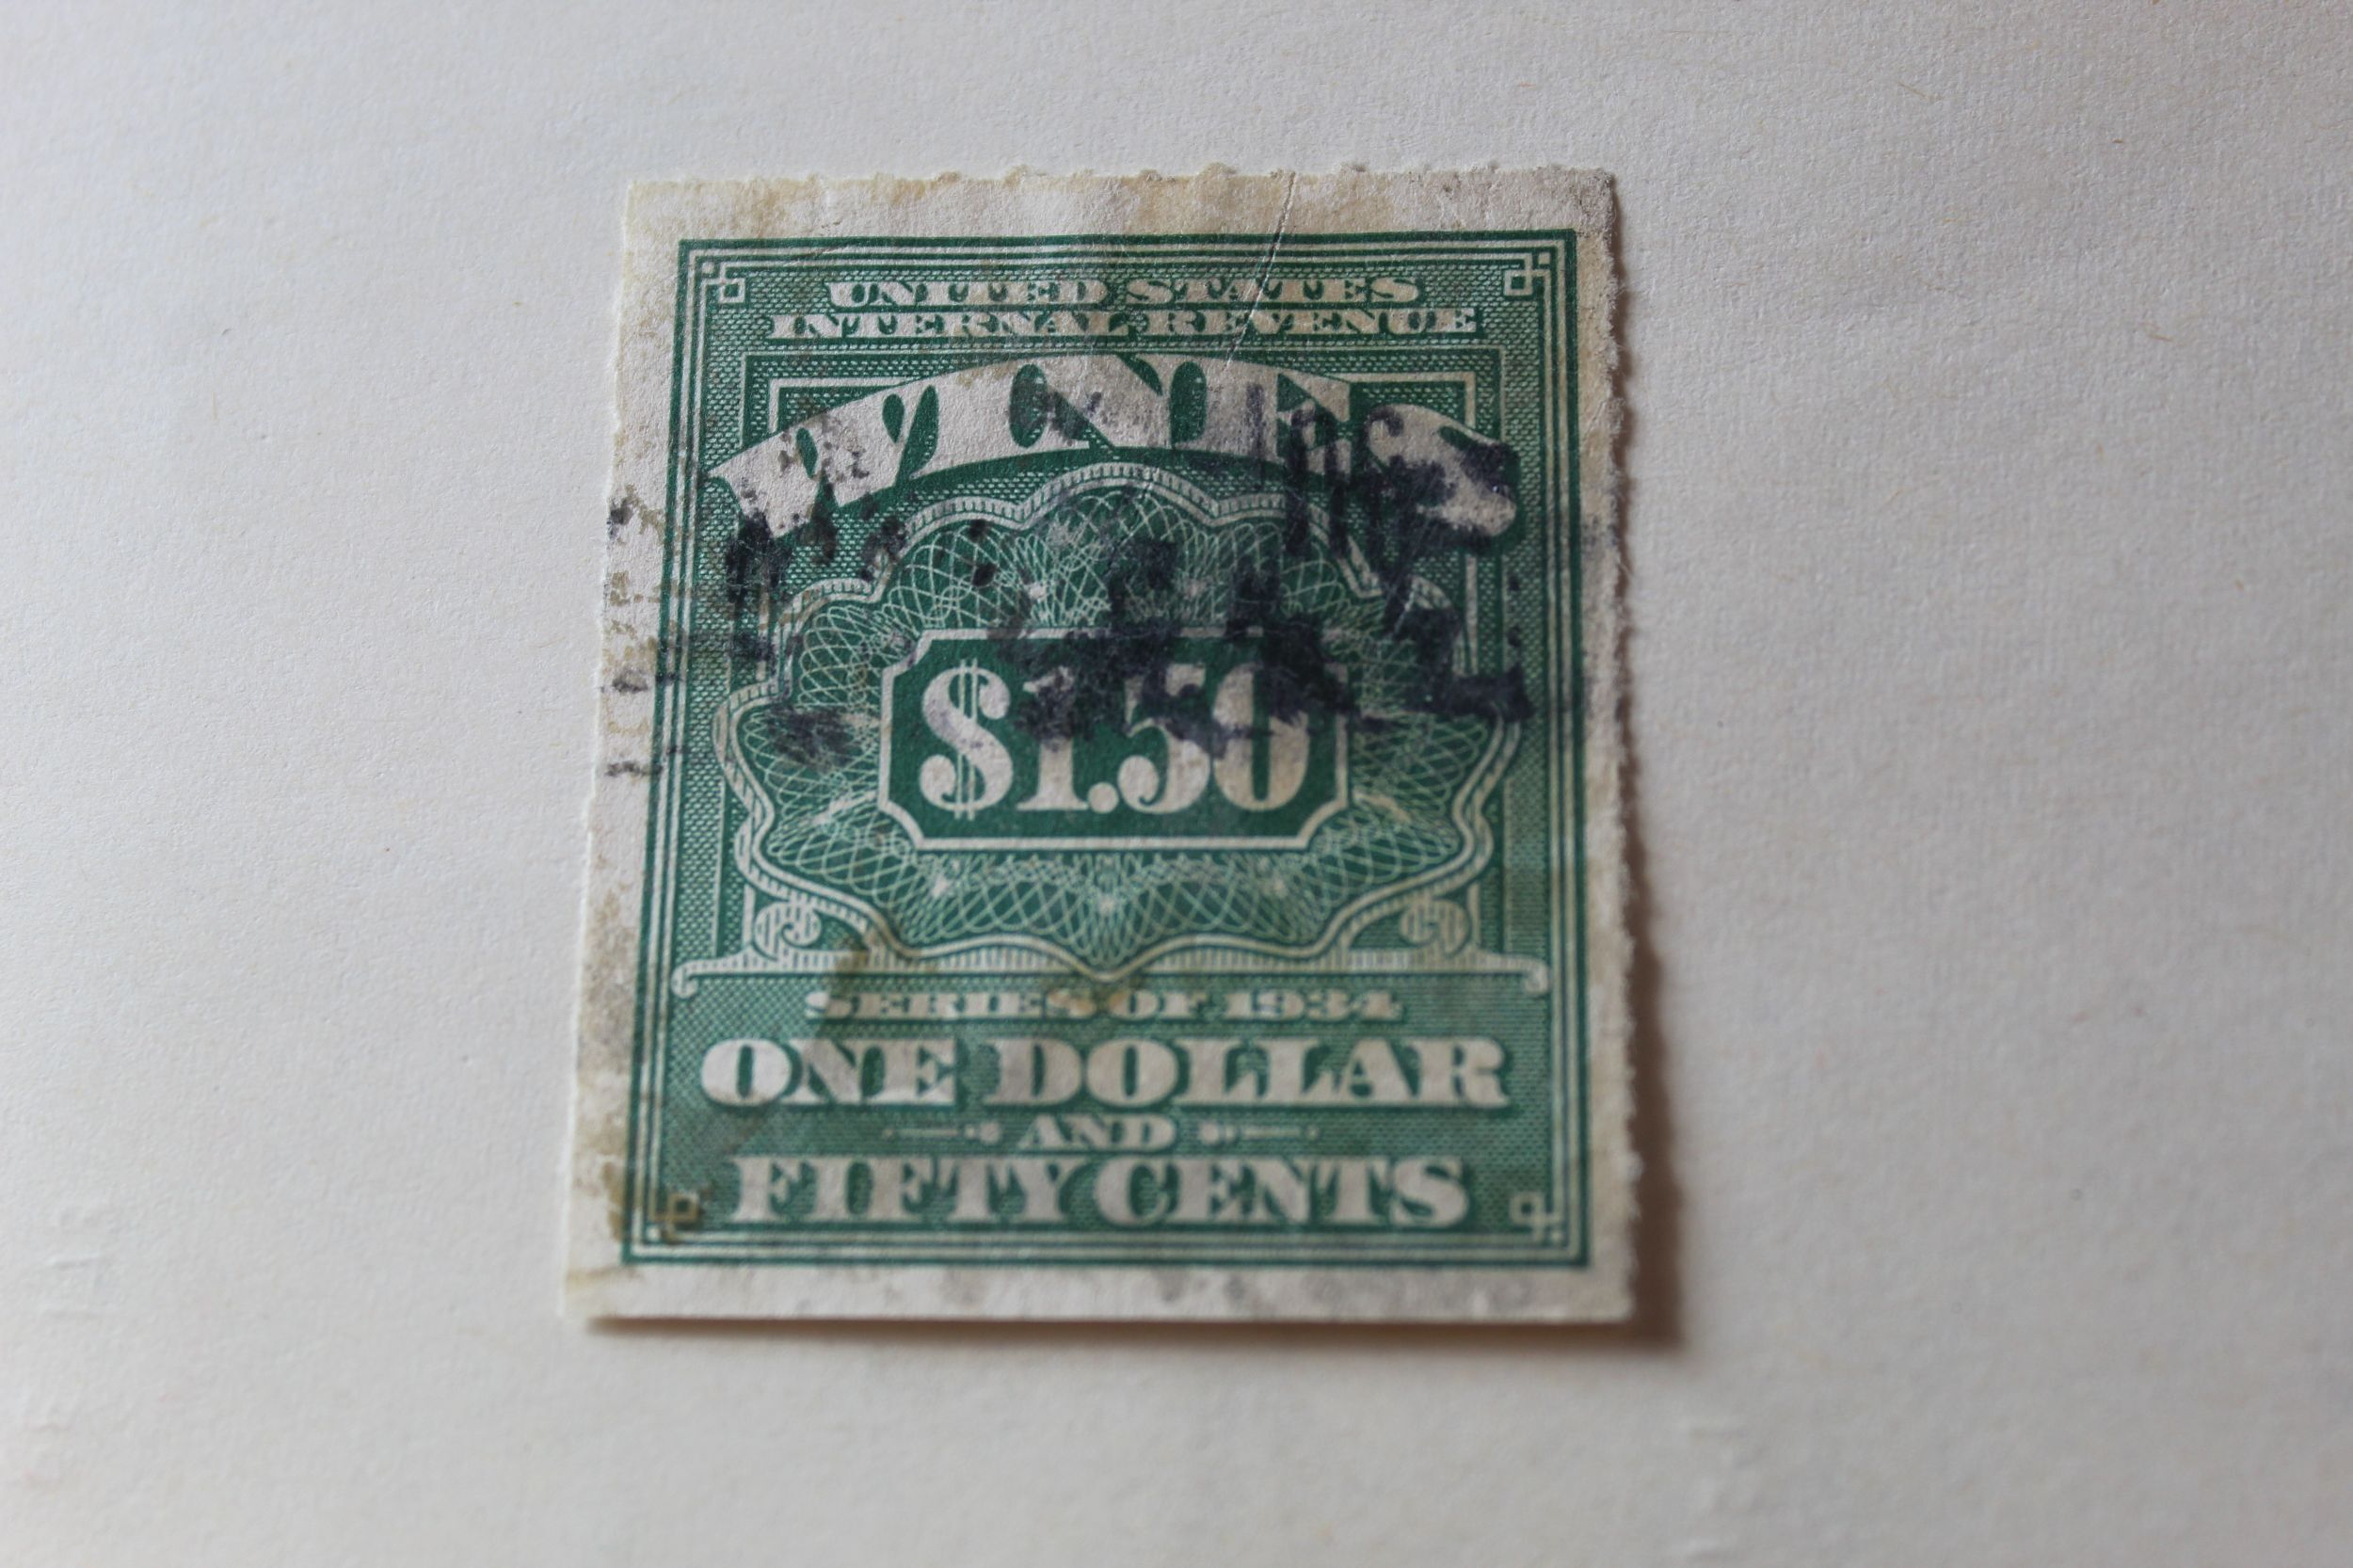 UNITED STATES
INTERNAL REVENUE
WINES
$1.50
SERIES OF 1934
ONE DOLLAR
AND
FIFTY CENTS